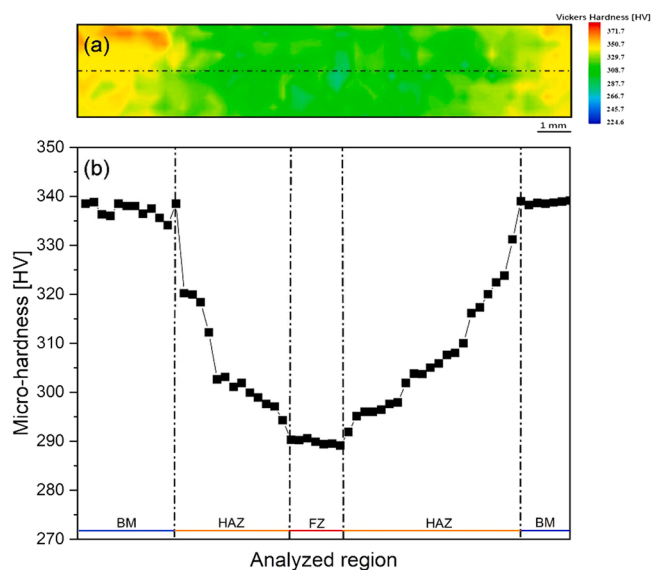 Vickers Hardness [HV]
(a)
371.7
350.7
329.7
308.7
287.7
266.7
245.7
224.6
1 mm
(b)
350
340
330
320
310
300
290
280
270
Micro-hardness [HV]
BM HAZ FZ HAZ BM
Analyzed region